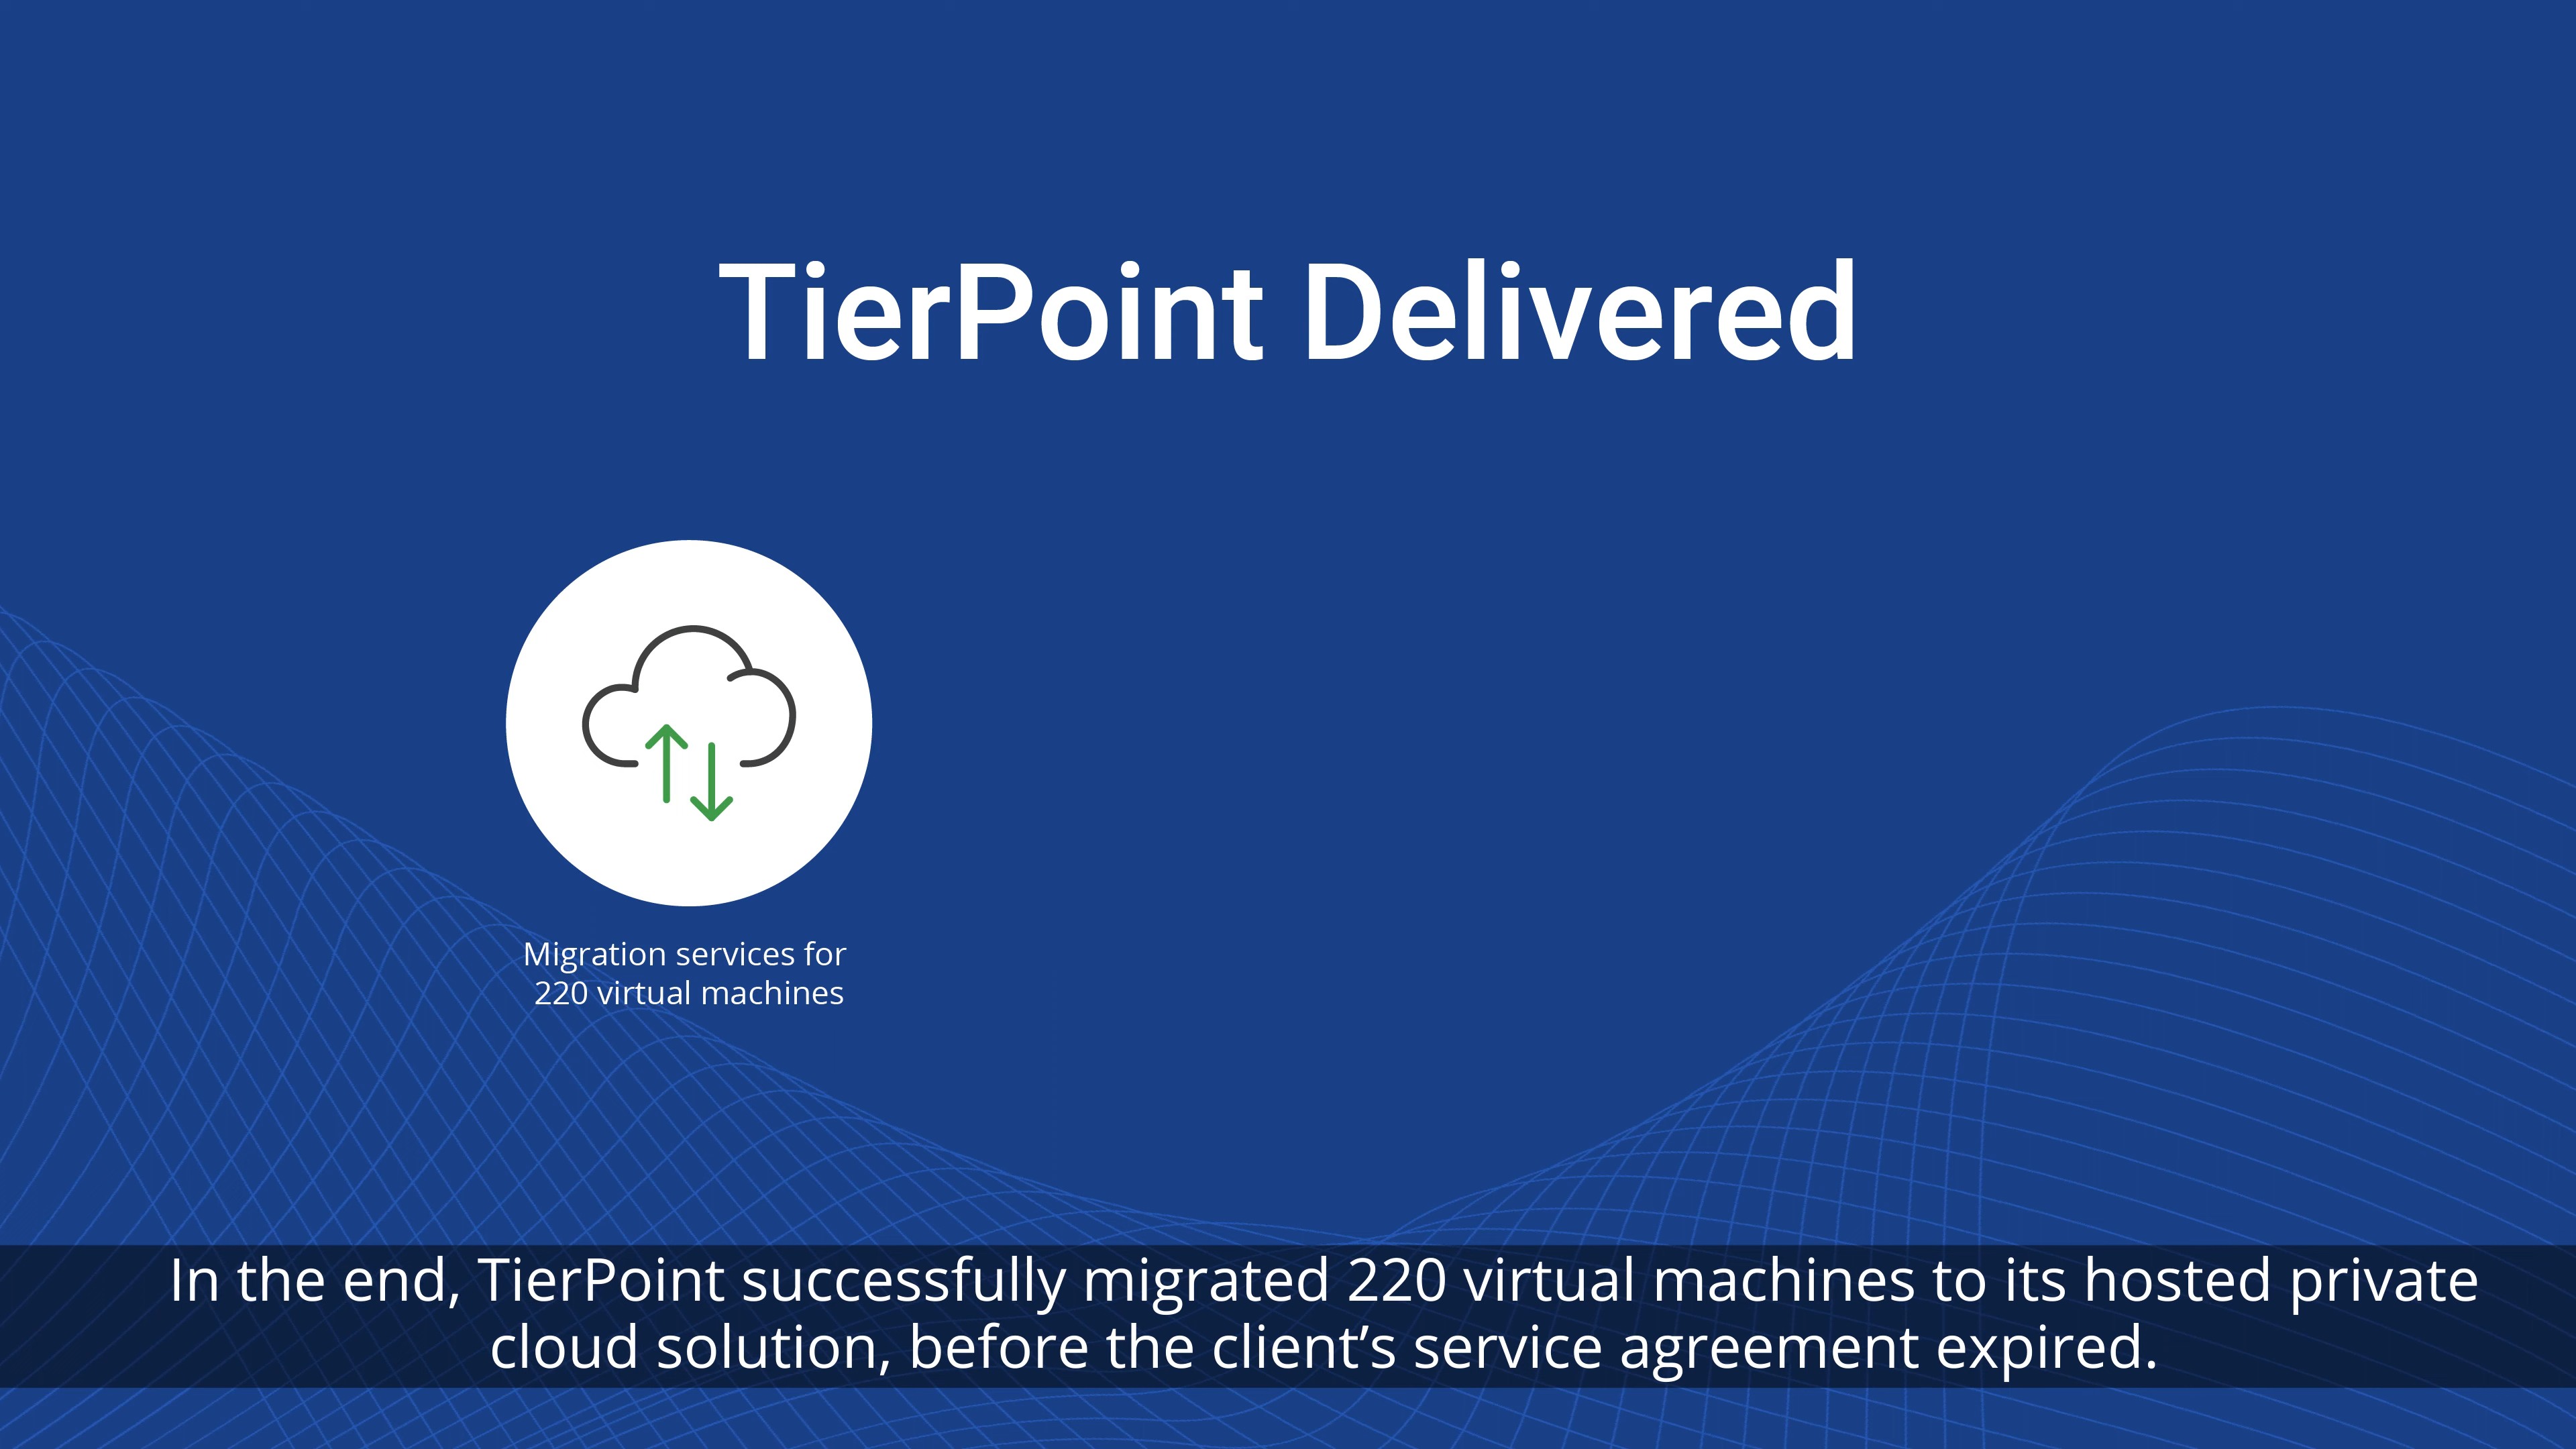 TierPoint Delivered
Migration services for
220 virtual machines
In the end, TierPoint successfully migrated 220 virtual machines to its hosted private
cloud solution, before the client’s service agreement expired.